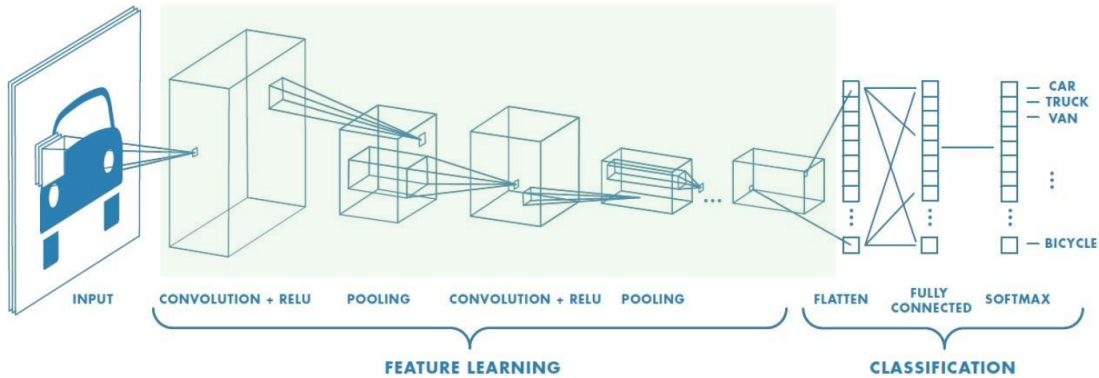 CAR
TRUCK
VAN
BICYCLE
INPUT
CONVOLUTION + RELU
POOLING
CONVOLUTION + RELU
POOLING
FLATTEN
FULLY
CONNECTED
SOFTMAX
FEATURE LEARNING
CLASSIFICATION